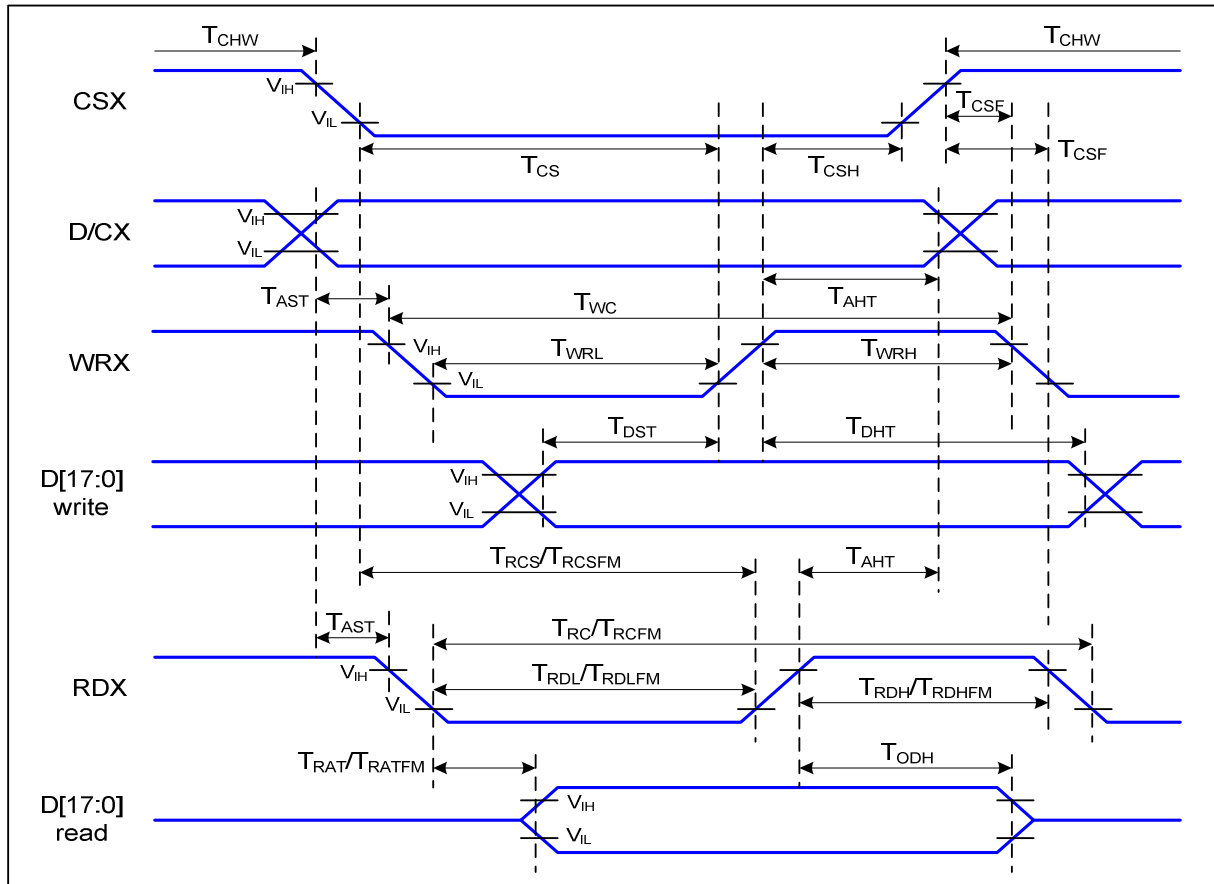 TCHW TCHW
VIH
CSX
TCSF
VIL
TCS TCSH TCSF
VIH
D/CX
VIL
TAST TWC TAHT
VIH TWRL TWRH
WRX
VIL
TDST TDHT
D[17:0]
write
VIH
VIL
TRCS/TRCSFM TAHT
TAST TRC/TRCFM
VIH
RDX
TRDL/TRDLFM TRDH/TRDHFM
VIL
TRAT/TRATFM TODH
D[17:0]
read
VIH
VIL